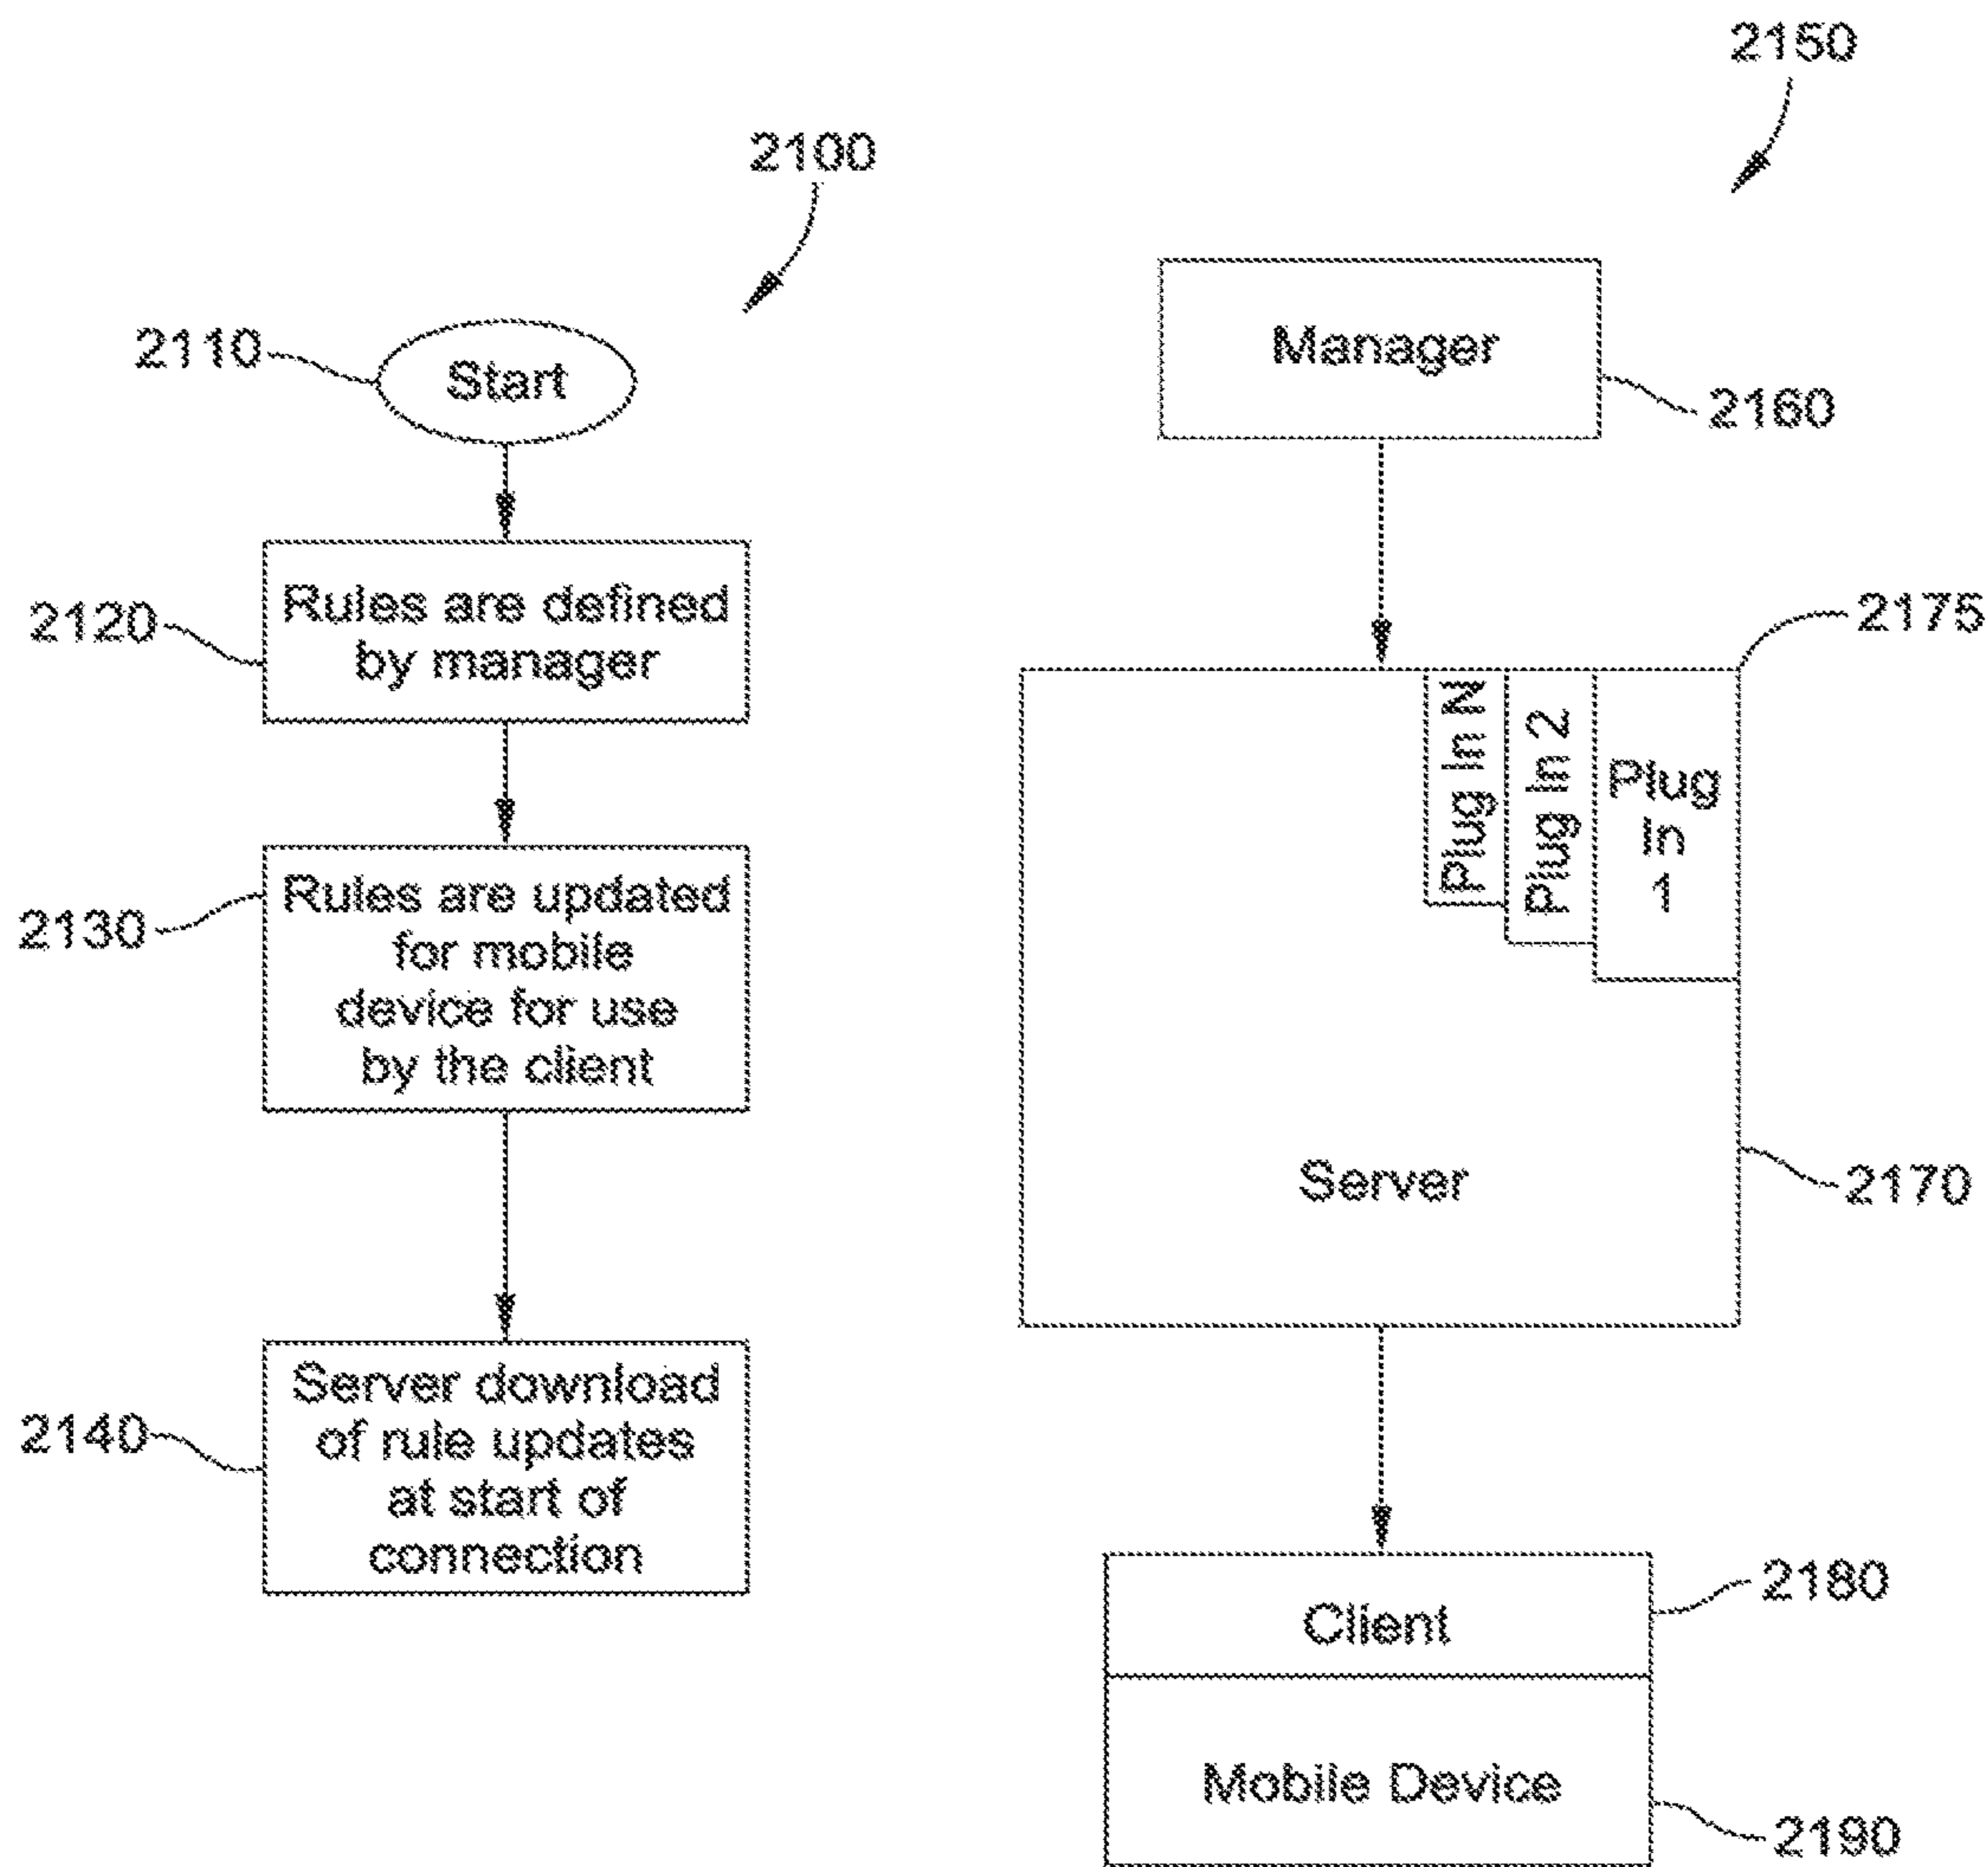 2150
2100
2110
Start
Manager
2160
2120
Rules are defined
by manager
2175
Plug In N
Plug In 2
Plug
In
1
2130
Rules are updated
for mobile
device for use
by the client
Server
2170
2140
Server download
of rule updates
at start of
connection
Client
2180
Mobile Device
2190